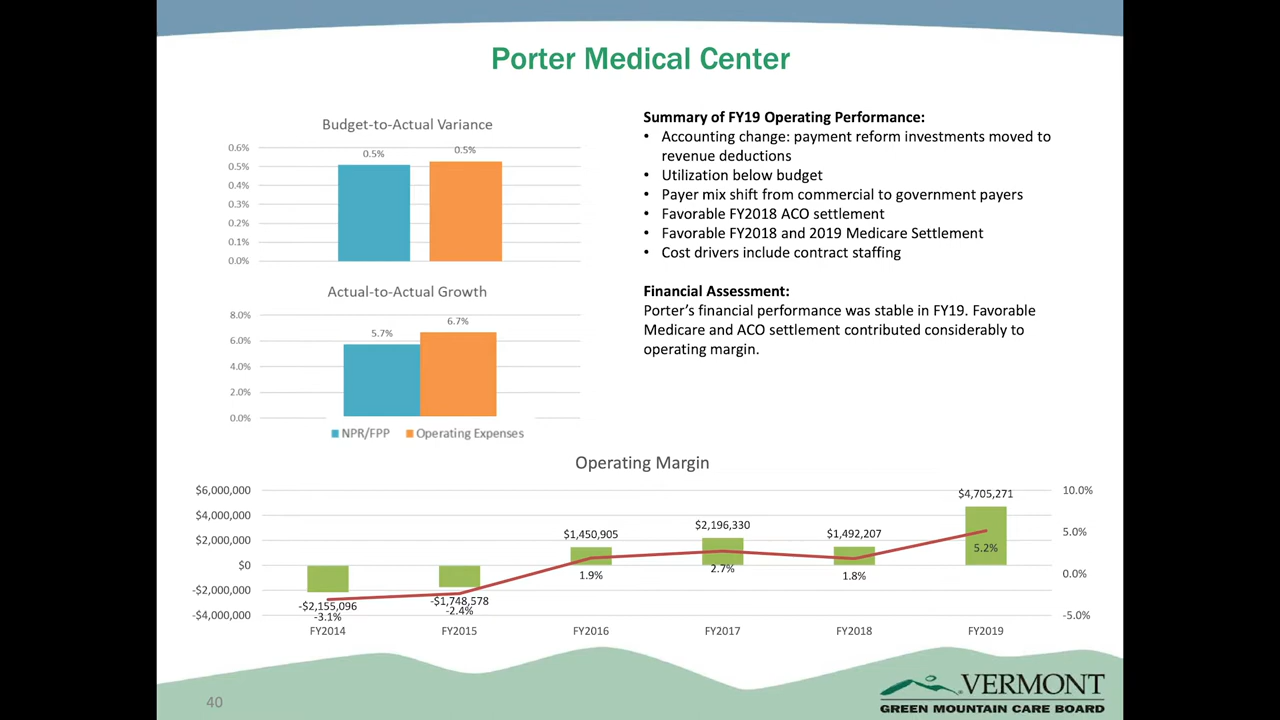 Porter Medical Center
Budget-to-Actual Variance
0.6%
0.5%
0.4%
0.3%
0.2%
0.1%
0.0%
0.5%
0.5%
Actual-to-Actual Growth
8.0%
6.0%
4.0%
2.0%
0.0%
5.7%
6.7%
NPR/FPP
Operating Expenses
Summary of FY19 Operating Performance:
• Accounting change: payment reform investments moved to
revenue deductions
• Utilization below budget
• Payer mix shift from commercial to government payers
• Favorable FY2018 ACO settlement
• Favorable FY2018 and 2019 Medicare Settlement
• Cost drivers include contract staffing
Financial Assessment:
Porter's financial performance was stable in FY19. Favorable
Medicare and ACO settlement contributed considerably to
operating margin.
Operating Margin
$6,000,000
$4,000,000
$2,000,000
$0
-$2,000,000
-$4,000,000
10.0%
5.0%
0.0%
-5.0%
-$2,155,096
-3.1%
-$1,748,578
-2.4%
$1,450,905
1.9%
$2,196,330
2.7%
$1,492,207
1.8%
$4,705,271
5.2%
FY2014
FY2015
FY2016
FY2017
FY2018
FY2019
40
VERMONT
GREEN MOUNTAIN CARE BOARD